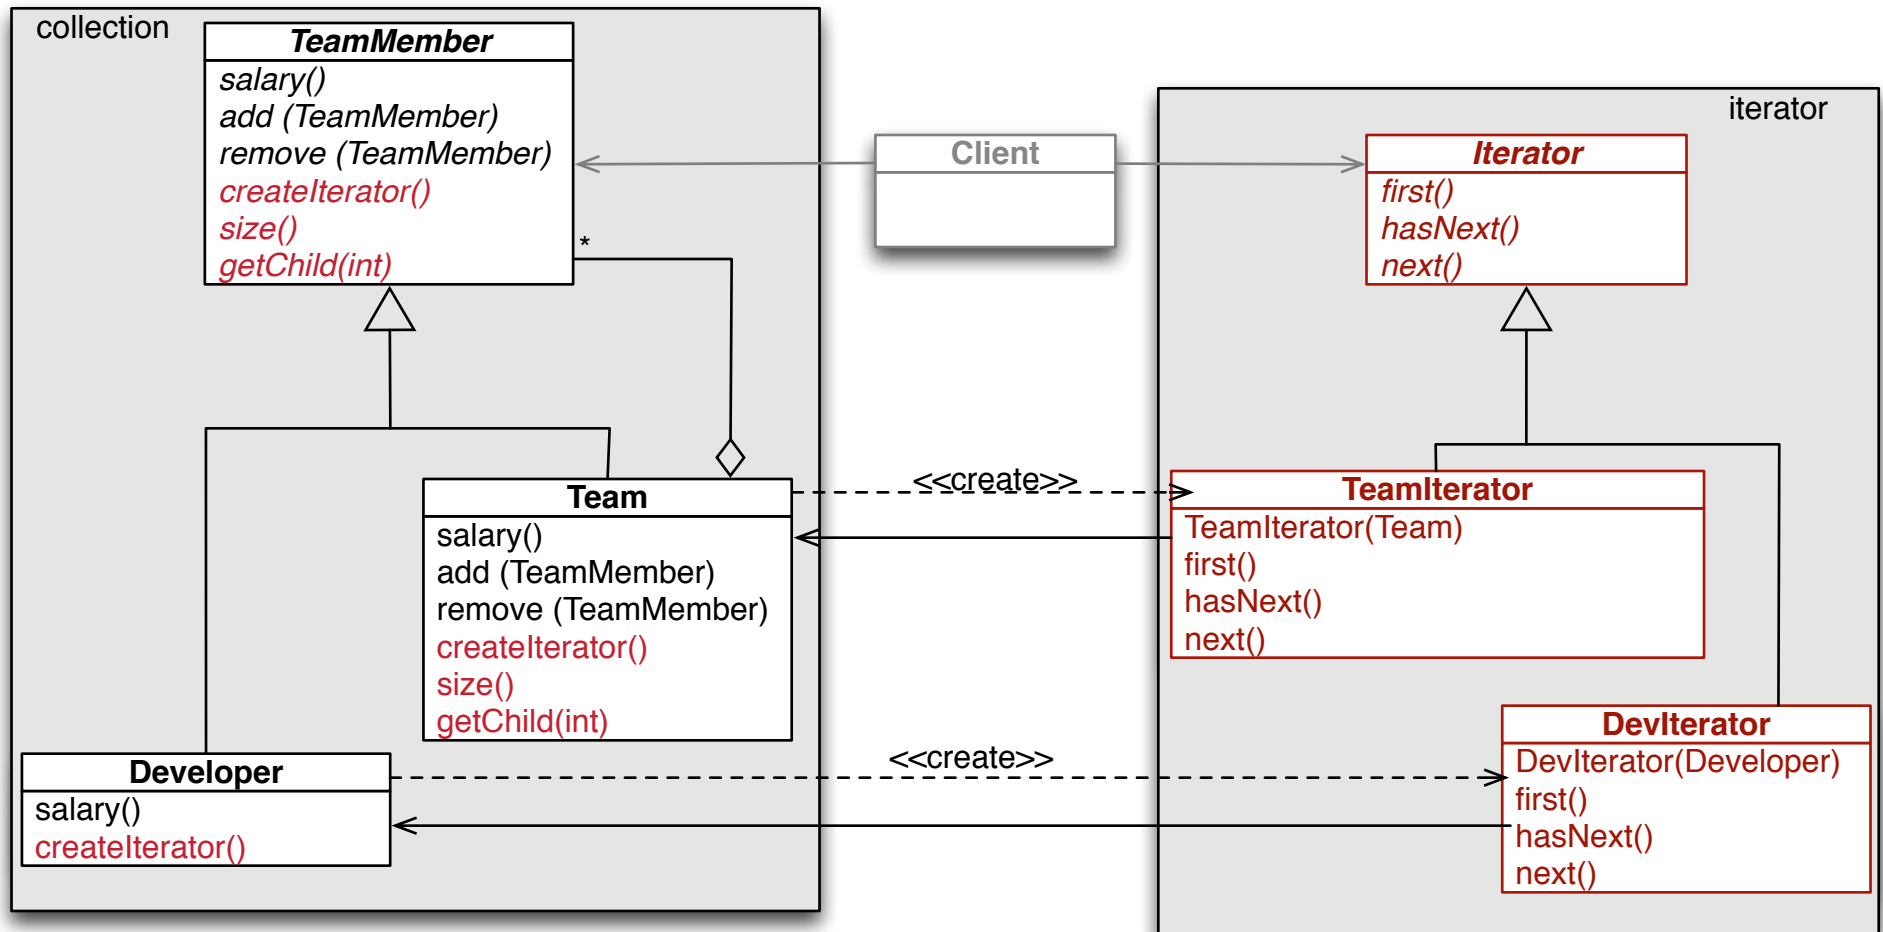 collection
TeamMember
salary()
add (TeamMember)
remove (TeamMember)
createIterator()
size()
getChild(int)
*
Client
iterator
Iterator
first()
hasNext()
next()
<<create>>
Team
salary()
add (TeamMember)
remove (TeamMember)
createIterator()
size()
getChild(int)
TeamIterator
TeamIterator(Team)
first()
hasNext()
next()
Developer
salary()
createIterator()
<<create>>
DevIterator
DevIterator(Developer)
first()
hasNext()
next()